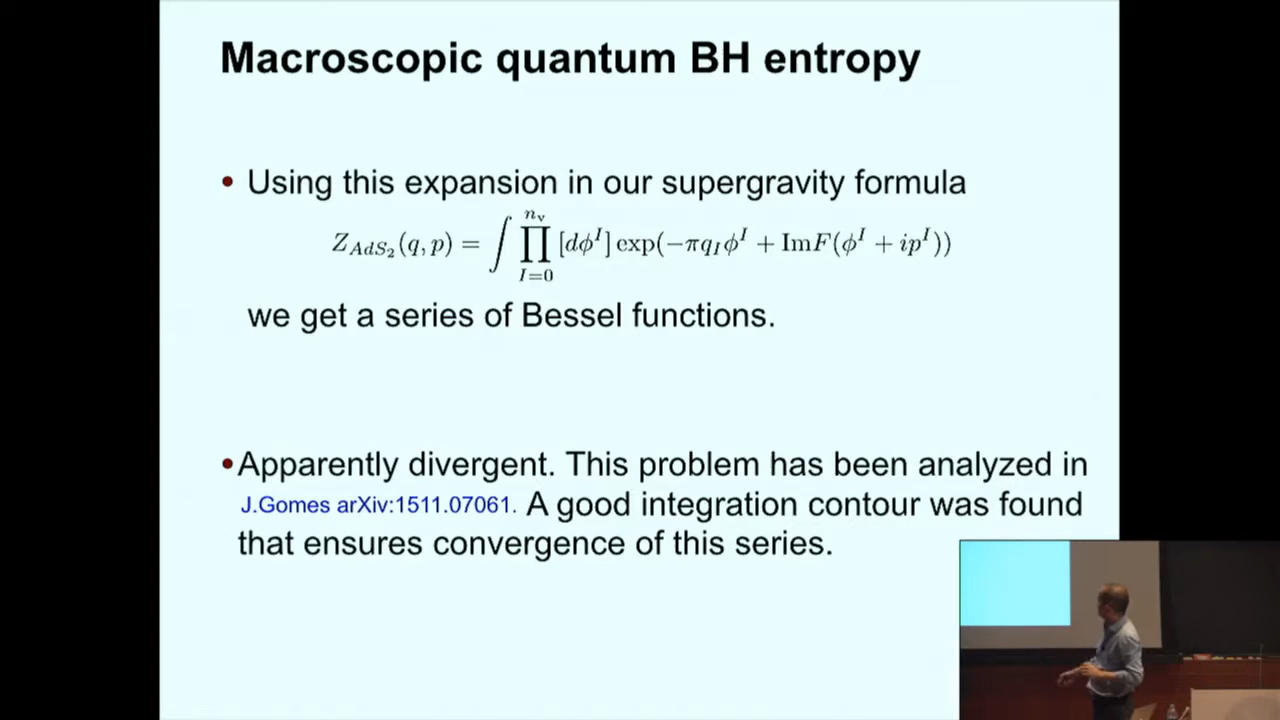 Macroscopic quantum BH entropy
• Using this expansion in our supergravity formula
$Z_{AdS_2}(q,p) = \int \prod_{I=0}^{n_v} [d\phi^I] \exp(-\pi q_I \phi^I + \mathrm{Im} F(\phi^I + ip^I))$
we get a series of Bessel functions.
• Apparently divergent. This problem has been analyzed in
J.Gomes arXiv:1511.07061. A good integration contour was found
that ensures convergence of this series.